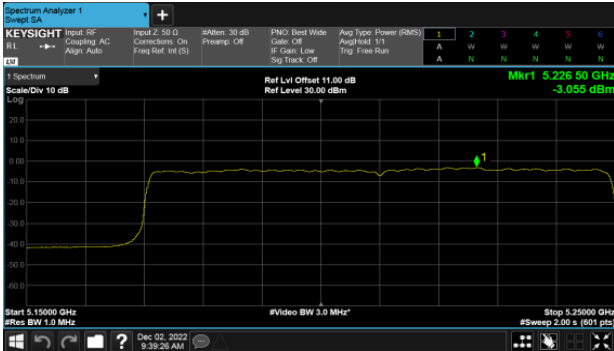 Spectrum Analyzer 1
Swept SA
KEYSIGHT Input: RF Input Z: 50 Ω #Atten: 30 dB PNO: Best Wide Avg Type: Power (RMS) 1 2 3 4 5 6
RL Coupling: AC Corrections: On Preamp: Off Gate: Off Avg|Hold: 1/1 A W W W W W
Align: Auto Freq Ref: Int (S) IF Gain: Low Trig: Free Run
LXI Sig Track: Off A N N N N N
1 Spectrum Ref Lvl Offset 11.00 dB Mkr1 5.226 50 GHz
Scale/Div 10 dB Ref Level 30.00 dBm -3.055 dBm
Log
20.0
10.0
1
0.00
-10.0
-20.0
-30.0
-40.0
-50.0
-60.0
Start 5.15000 GHz #Video BW 3.0 MHz* Stop 5.25000 GHz
#Res BW 1.0 MHz #Sweep 2.00 s (601 pts)
? Dec 02, 2022
9:39:26 AM